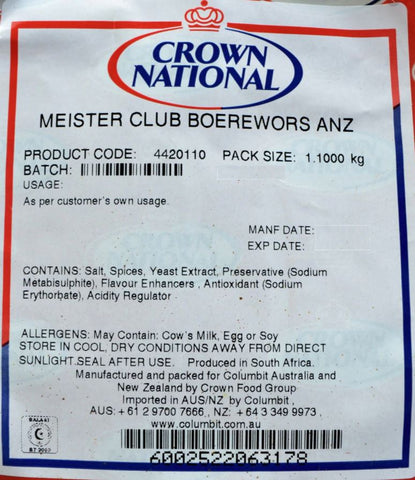 CROWN
NATIONAL
MEISTER CLUB BOEREWORS ANZ
PRODUCT CODE: 4420110 PACK SIZE: 1.1000 kg
BATCH:
USAGE:
As per customer's own usage.
MANF DATE:
EXP DATE:
CONTAINS: Salt, Spices, Yeast Extract, Preservative (Sodium
Metabisulphite), Flavour Enhancers , Antioxidant (Sodium
Erythorbate), Acidity Regulator
ALLERGENS: May Contain: Cow's Milk, Egg or Soy
STORE IN COOL, DRY CONDITIONS AWAY FROM DIRECT
SUNLIGHT.SEAL AFTER USE. Produced in South Africa.
Manufactured and packed for Columbit Australia and
New Zealand by Crown Food Group
Imported in AUS/NZ by Columbit ,
AUS: + 61 2 9700 7666 , NZ: + 64 3 349 9973 ,
www.columbit.com.au
6002522063178